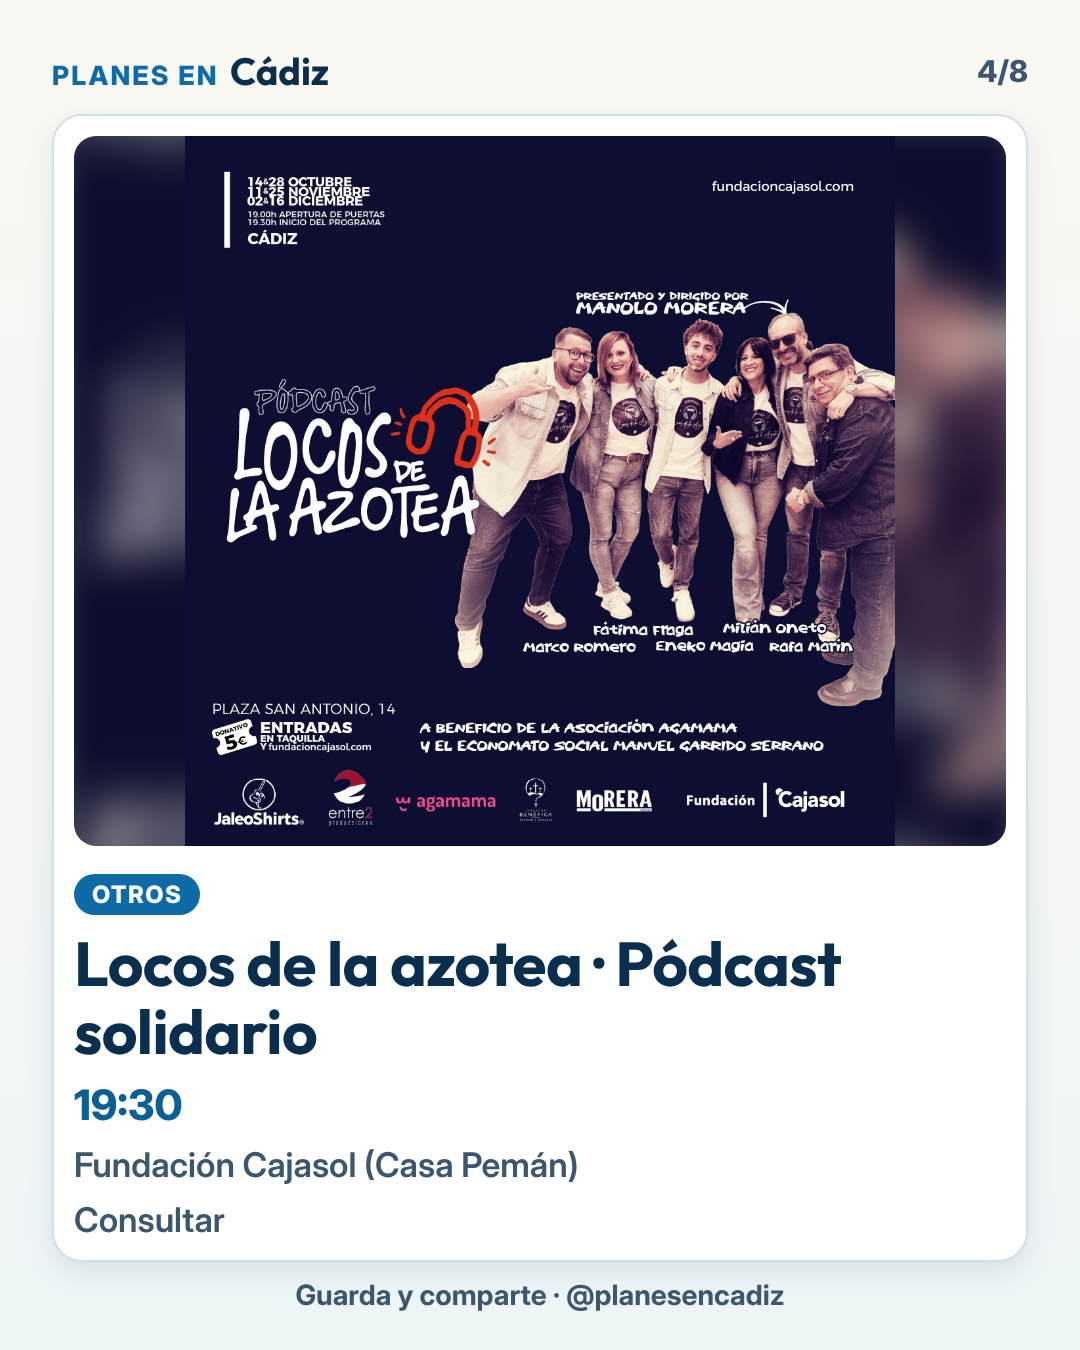 PLANES EN Cádiz
4/8
14&28 OCTUBRE
11&25 NOVIEMBRE
02&16 DICIEMBRE
19.00h APERTURA DE PUERTAS
19.30h INICIO DEL PROGRAMA
CÁDIZ
fundacioncajasol.com
PRESENTADO Y DIRIGIDO POR
MANOLO MORERA
PÓDCAST
LOCOS
DE
LA AZOTEA
Fátima Fraga
Milián Oneto
Marco Romero
Eneko Magia
Rafa Marín
PLAZA SAN ANTONIO, 14
DONATIVO
5€
ENTRADAS
EN TAQUILLA
Y fundacioncajasol.com
A BENEFICIO DE LA ASOCIACIÓN AGAMAMA
Y EL ECONOMATO SOCIAL MANUEL GARRIDO SERRANO
JaleoShirts®
entre2
producciones
agamama
BENÉFICA
MORERA
Fundación Cajasol
OTROS
Locos de la azotea · Pódcast
solidario
19:30
Fundación Cajasol (Casa Pemán)
Consultar
Guarda y comparte · @planesencadiz